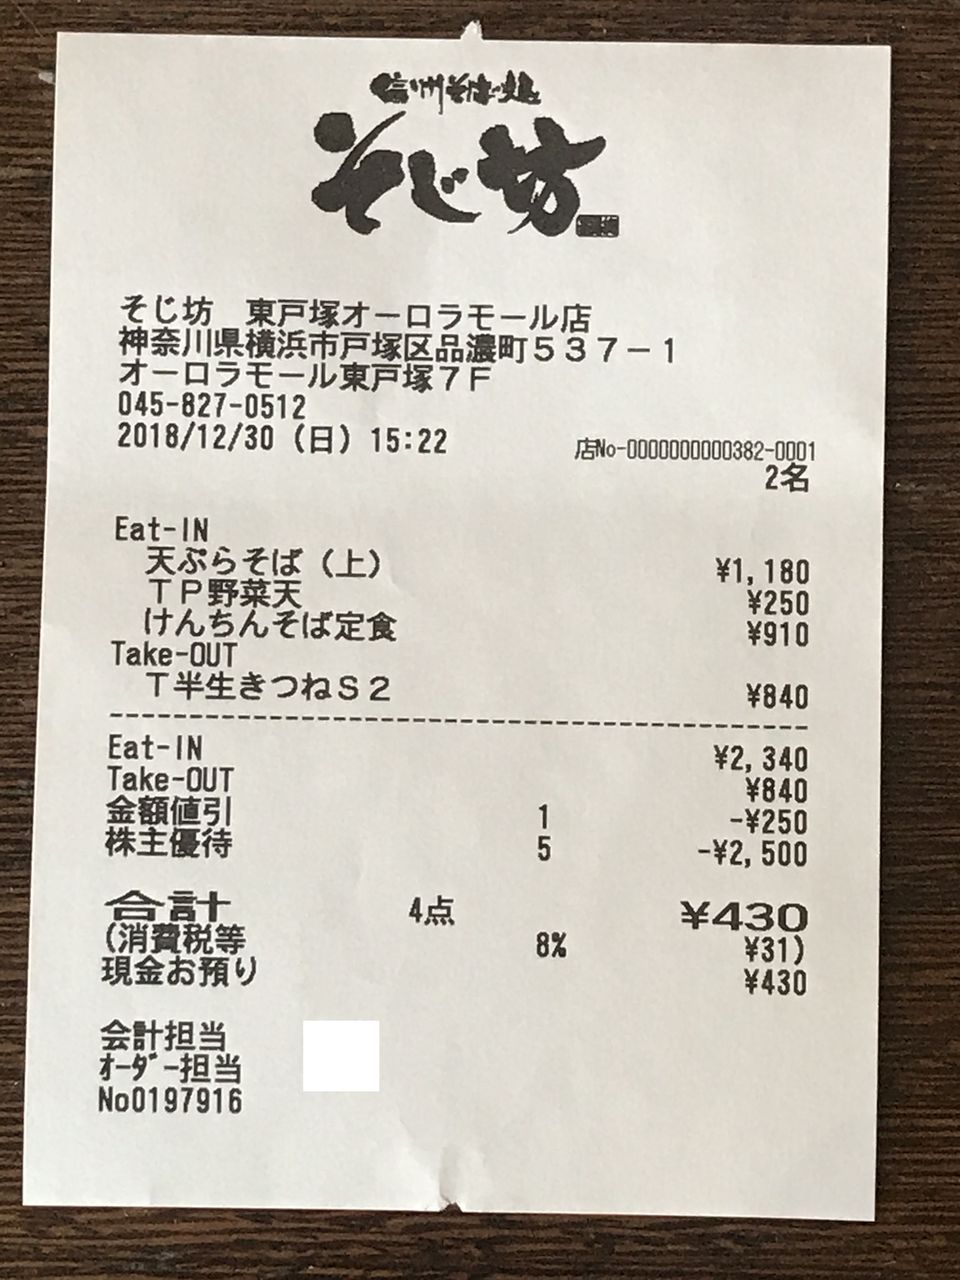 信州そば処
そじ坊
そじ坊　東戸塚オーロラモール店
神奈川県横浜市戸塚区品濃町５３７－１
オーロラモール東戸塚７Ｆ
045-827-0512
2018/12/30 (日) 15:22
店No-0000000000382-0001
2名
Eat-IN
天ぷらそば（上） ¥1,180
ＴＰ野菜天 ¥250
けんちんそば定食 ¥910
Take-OUT
Ｔ半生きつねＳ２ ¥840
Eat-IN ¥2,340
Take-OUT ¥840
金額値引 1 -¥250
株主優待 5 -¥2,500
合計 4点 ¥430
(消費税等 8% ¥31)
現金お預り ¥430
会計担当
ｵｰﾀﾞｰ担当
No0197916